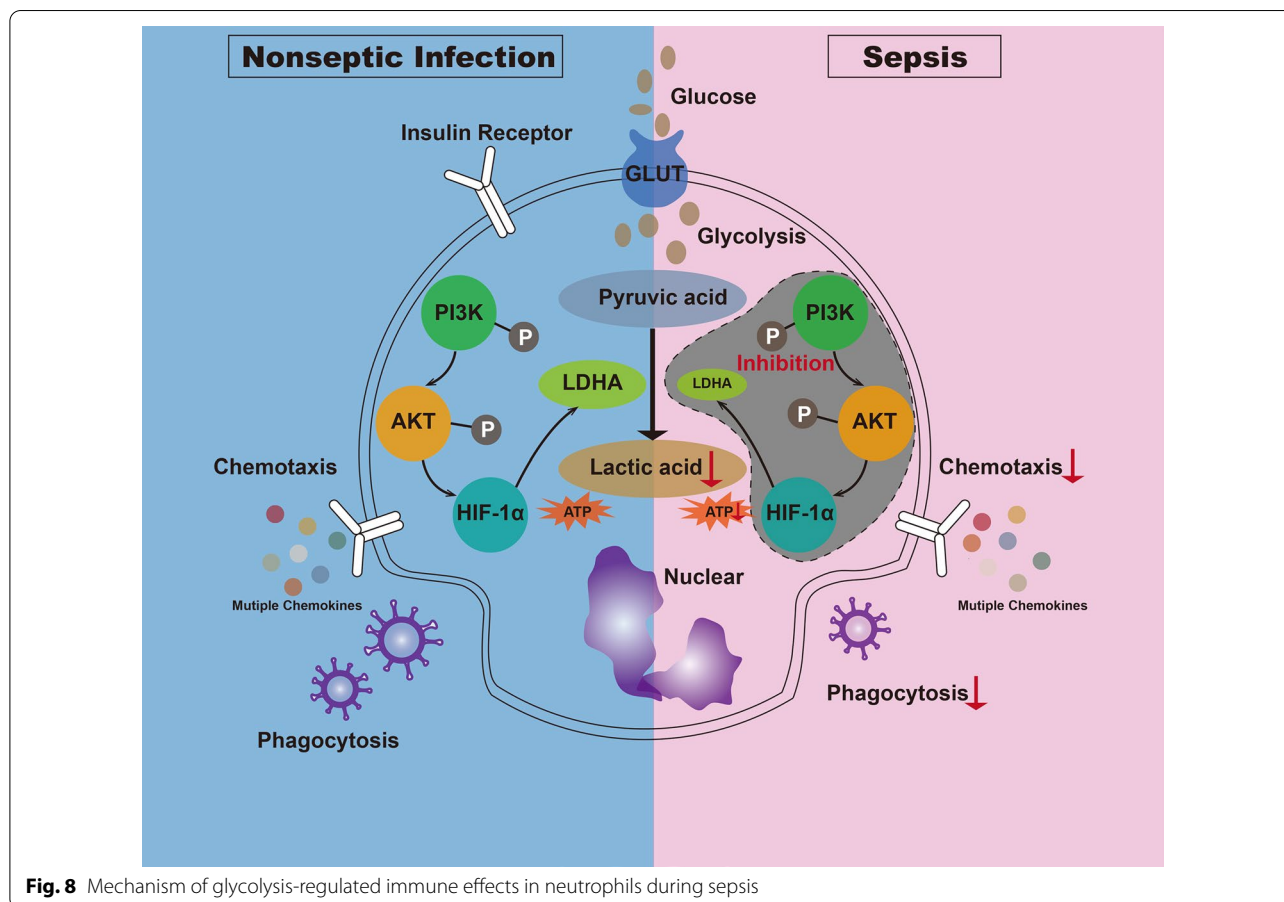 Nonseptic Infection
Sepsis
Glucose
Insulin Receptor
GLUT
Glycolysis
Pyruvic acid
PI3K
P
LDHA
AKT
P
Lactic acid
HIF-1α
ATP
PI3K
P
Inhibition
LDHA
P
AKT
ATP
HIF-1α
Chemotaxis
Mutiple Chemokines
Phagocytosis
Nuclear
Chemotaxis
Mutiple Chemokines
Phagocytosis
Fig. 8 Mechanism of glycolysis-regulated immune effects in neutrophils during sepsis